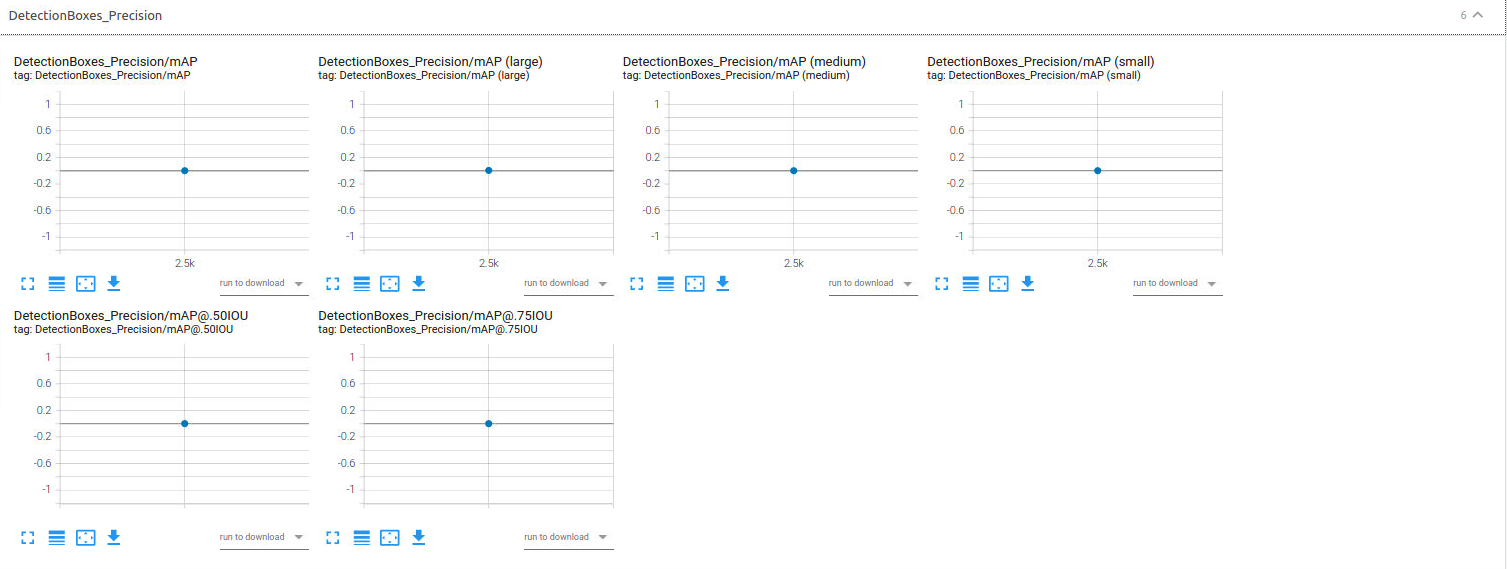 DetectionBoxes_Precision
6
DetectionBoxes_Precision/mAP
tag: DetectionBoxes_Precision/mAP
1
0.6
0.2
-0.2
-0.6
-1
2.5k
run to download
DetectionBoxes_Precision/mAP (large)
tag: DetectionBoxes_Precision/mAP (large)
1
0.6
0.2
-0.2
-0.6
-1
2.5k
run to download
DetectionBoxes_Precision/mAP (medium)
tag: DetectionBoxes_Precision/mAP (medium)
1
0.6
0.2
-0.2
-0.6
-1
2.5k
run to download
DetectionBoxes_Precision/mAP (small)
tag: DetectionBoxes_Precision/mAP (small)
1
0.6
0.2
-0.2
-0.6
-1
2.5k
run to download
DetectionBoxes_Precision/mAP@.50IOU
tag: DetectionBoxes_Precision/mAP@.50IOU
1
0.6
0.2
-0.2
-0.6
-1
run to download
DetectionBoxes_Precision/mAP@.75IOU
tag: DetectionBoxes_Precision/mAP@.75IOU
1
0.6
0.2
-0.2
-0.6
-1
run to download